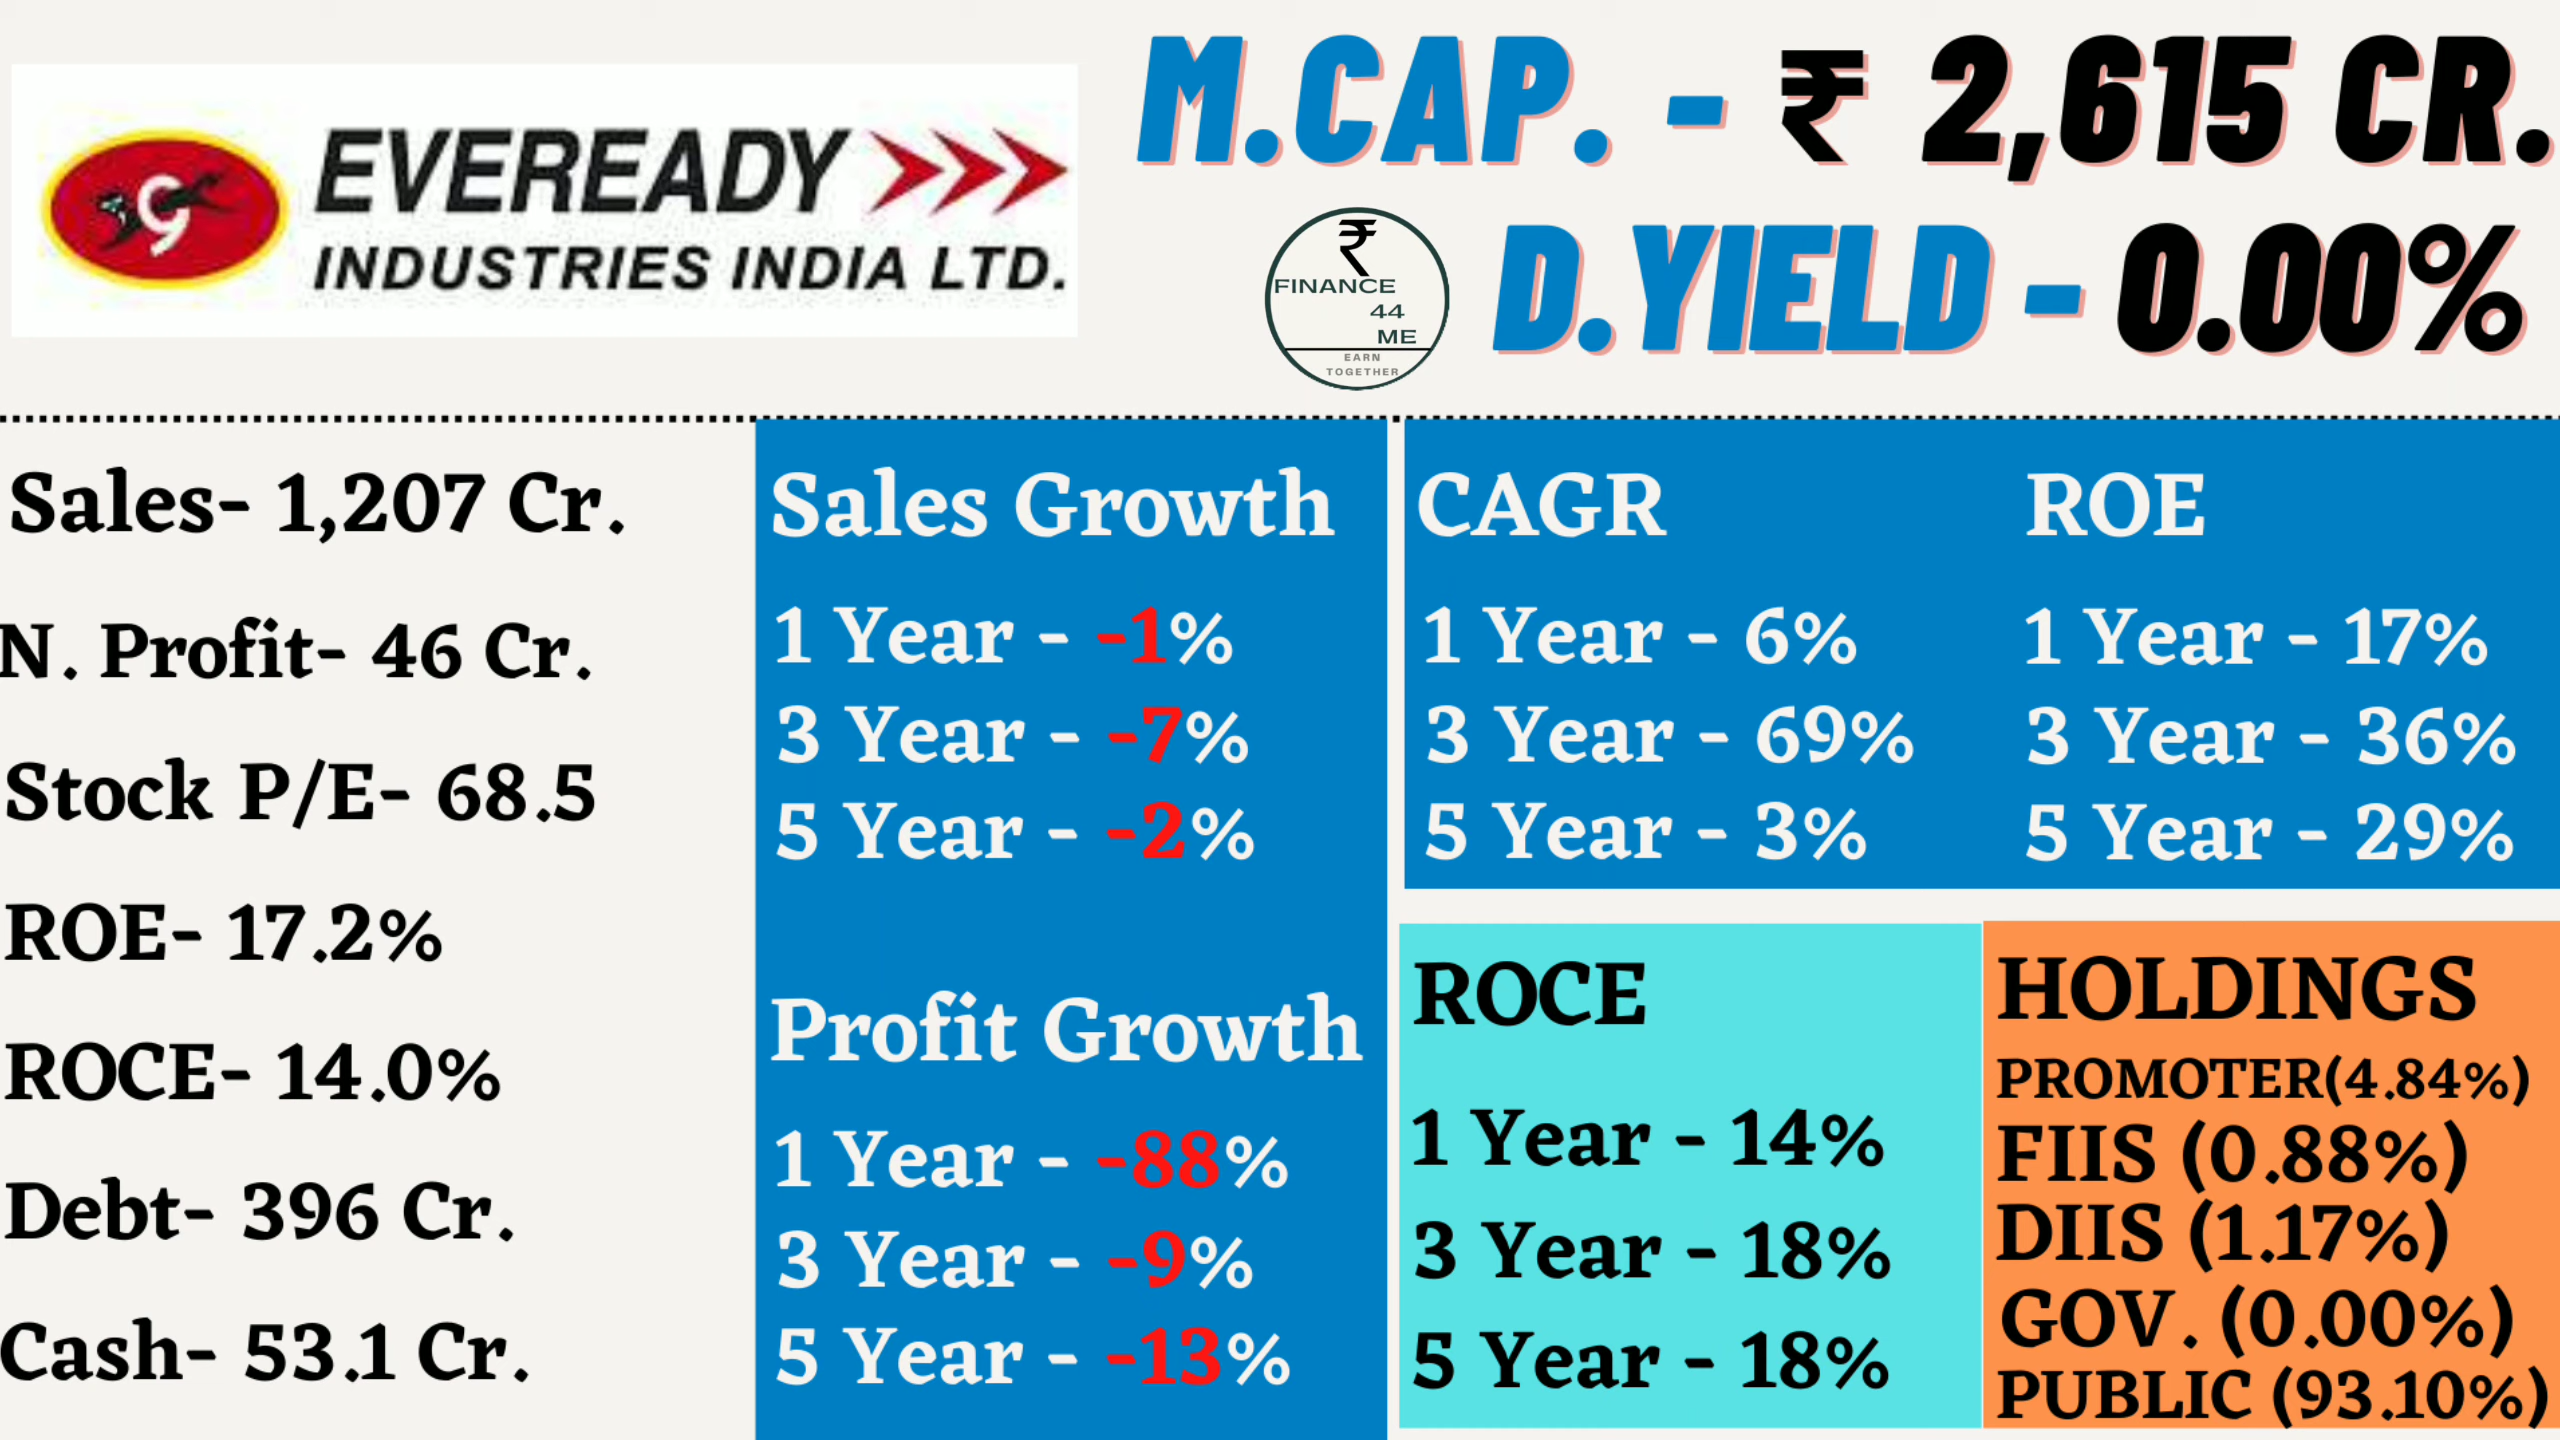 9
EVEREADY
INDUSTRIES INDIA LTD.
M.CAP. - ₹ 2,615 CR.
₹
FINANCE
44
ME
EARN
TOGETHER
D.YIELD - 0.00%
Sales- 1,207 Cr.
N. Profit- 46 Cr.
Stock P/E- 68.5
ROE- 17.2%
ROCE- 14.0%
Debt- 396 Cr.
Cash- 53.1 Cr.
Sales Growth
1 Year - -1%
3 Year - -7%
5 Year - -2%
Profit Growth
1 Year - -88%
3 Year - -9%
5 Year - -13%
CAGR
1 Year - 6%
3 Year - 69%
5 Year - 3%
ROE
1 Year - 17%
3 Year - 36%
5 Year - 29%
ROCE
1 Year - 14%
3 Year - 18%
5 Year - 18%
HOLDINGS
PROMOTER(4.84%)
FIIS (0.88%)
DIIS (1.17%)
GOV. (0.00%)
PUBLIC (93.10%)